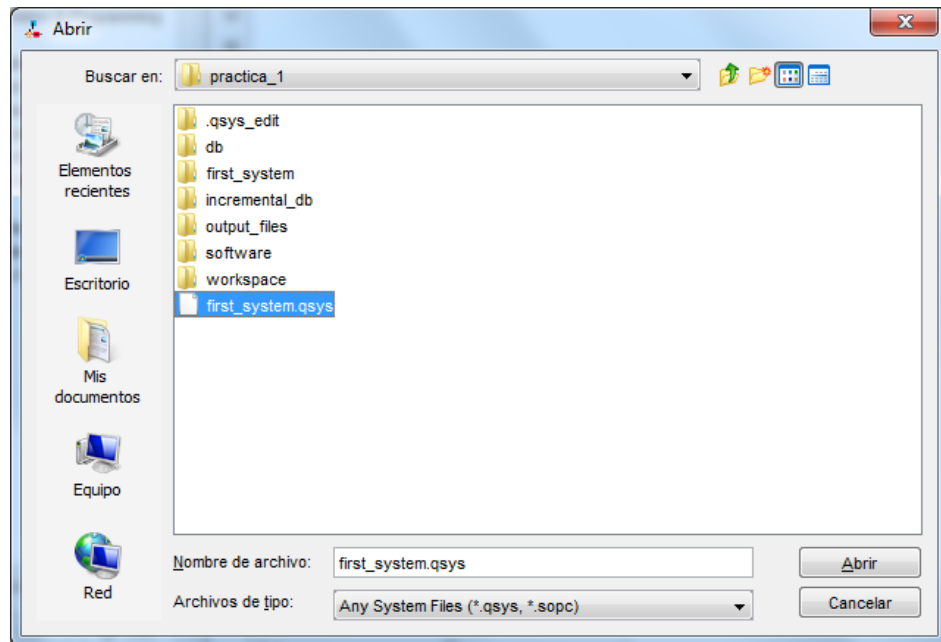 Abrir
Buscar en:
practica_1
Elementos
recientes
Escritorio
Mis
documentos
Equipo
Red
.qsys_edit
db
first_system
incremental_db
output_files
software
workspace
first_system.qsys
Nombre de archivo:
first_system.qsys
Abrir
Archivos de tipo:
Any System Files (*.qsys, *.sopc)
Cancelar